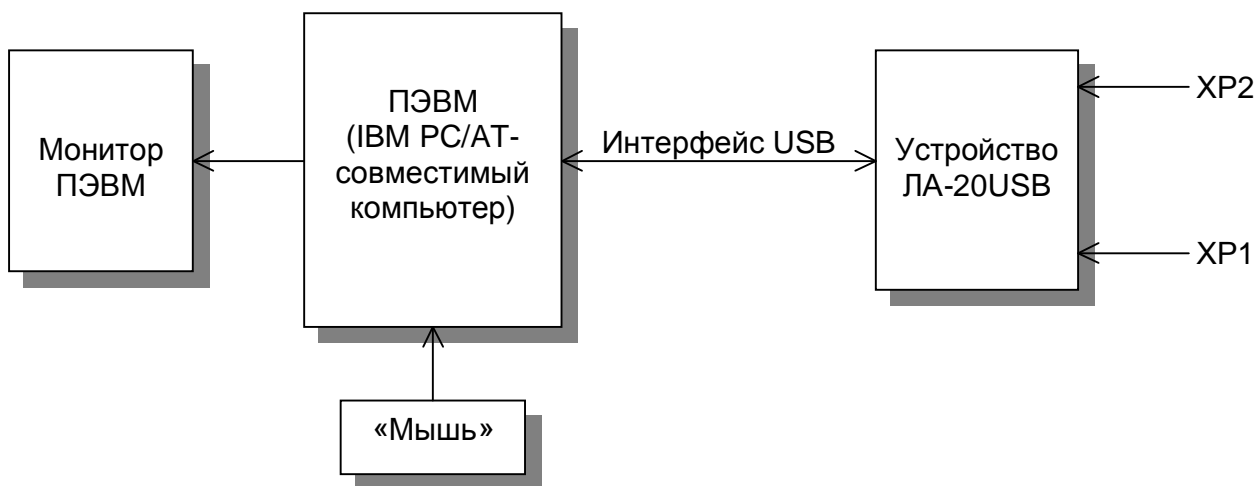 Монитор
ПЭВМ
ПЭВМ
(IBM PC/AT-
совместимый
компьютер)
Интерфейс USB
Устройство
ЛА-20USB
XP2
XP1
«Мышь»